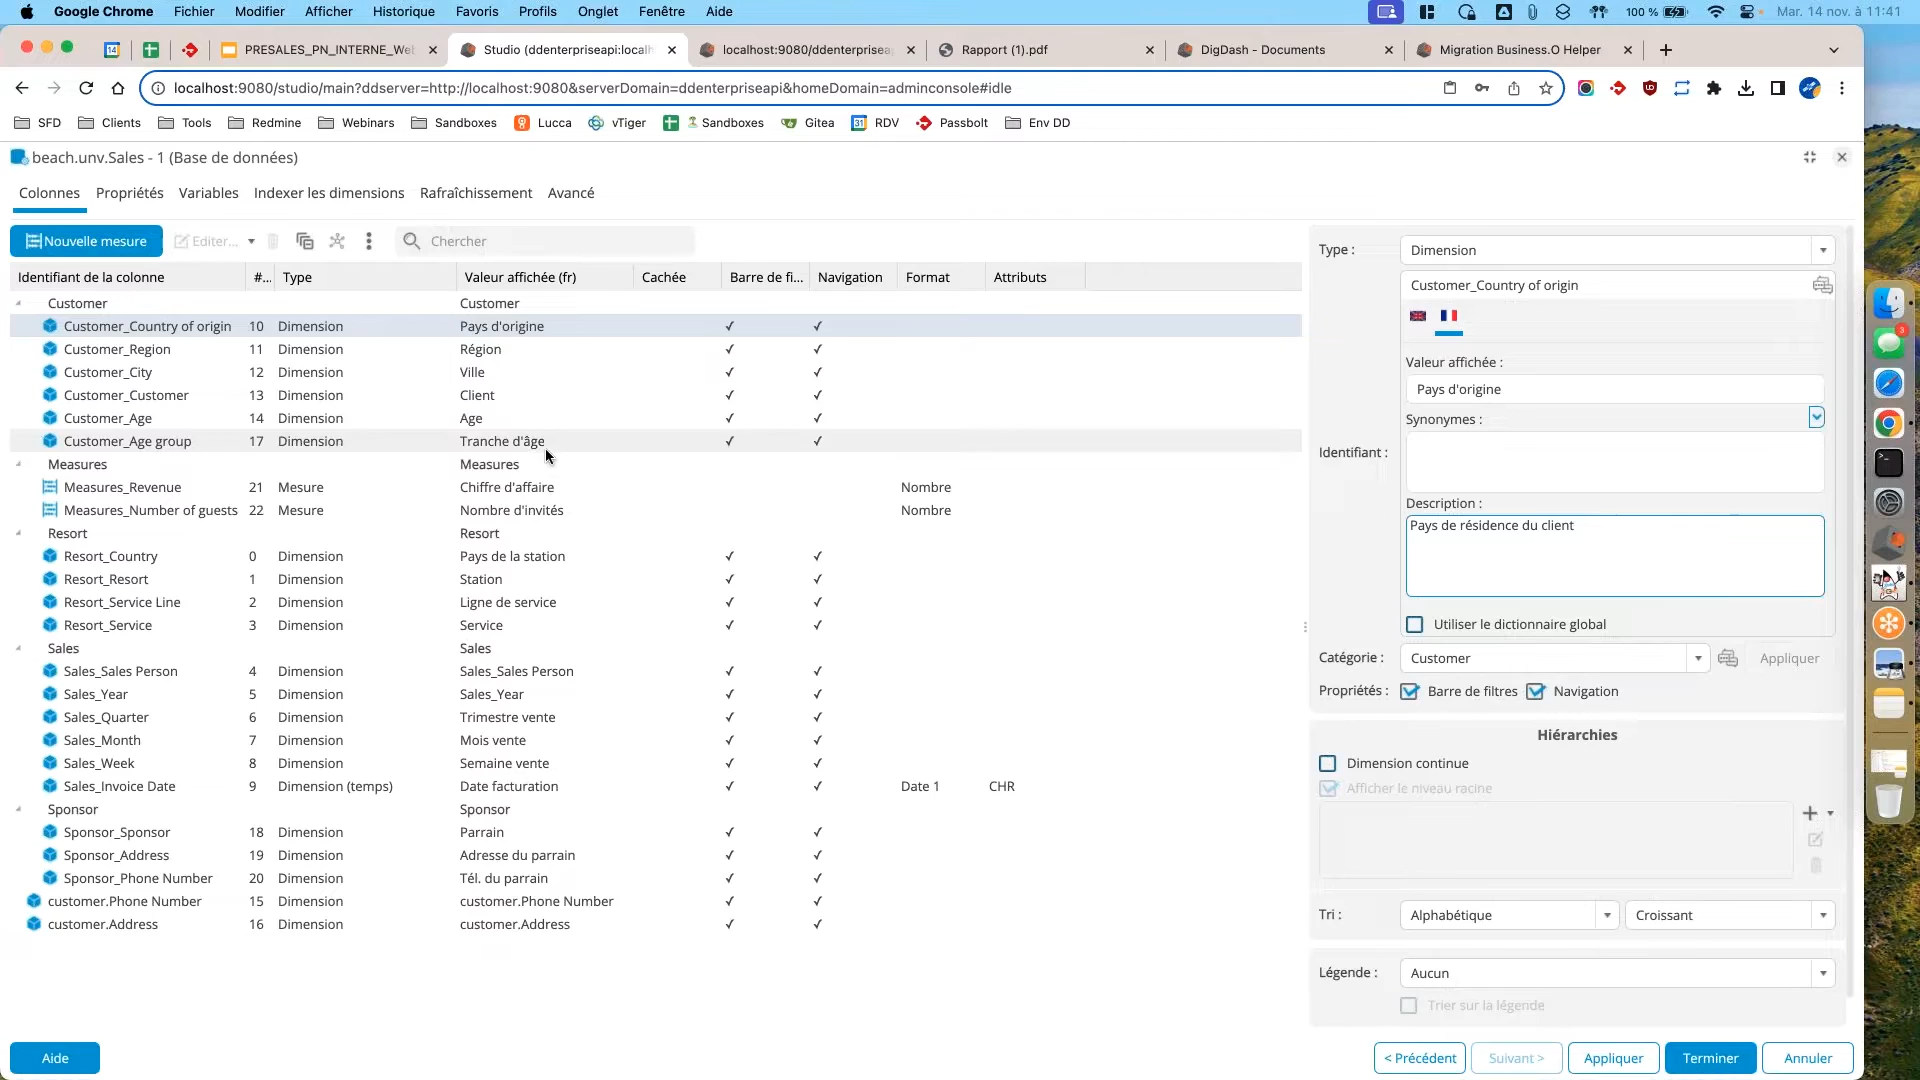 Google Chrome Fichier Modifier Afficher Historique Favoris Profils Onglet Fenêtre Aide 100 % Mar. 14 nov. à 11:41
PRESALES_PN_INTERNE_We
Studio (ddenterpriseapi:localh
localhost:9080/ddenterprisea
Rapport (1).pdf
DigDash - Documents
Migration Business.O Helper
localhost:9080/studio/main?ddserver=http://localhost:9080&serverDomain=ddenterpriseapi&homeDomain=adminconsole#idle
SFD Clients Tools Redmine Webinars Sandboxes Lucca vTiger Sandboxes Gitea RDV Passbolt Env DD
beach.unv.Sales - 1 (Base de données)
Colonnes Propriétés Variables Indexer les dimensions Rafraîchissement Avancé
Nouvelle mesure Editer... Chercher
Identifiant de la colonne #... Type Valeur affichée (fr) Cachée Barre de fi... Navigation Format Attributs
Customer Customer
Customer_Country of origin 10 Dimension Pays d'origine ✓ ✓
Customer_Region 11 Dimension Région ✓ ✓
Customer_City 12 Dimension Ville ✓ ✓
Customer_Customer 13 Dimension Client ✓ ✓
Customer_Age 14 Dimension Age ✓ ✓
Customer_Age group 17 Dimension Tranche d'âge ✓ ✓
Measures Measures
Measures_Revenue 21 Mesure Chiffre d'affaire Nombre
Measures_Number of guests 22 Mesure Nombre d'invités Nombre
Resort Resort
Resort_Country 0 Dimension Pays de la station ✓ ✓
Resort_Resort 1 Dimension Station ✓ ✓
Resort_Service Line 2 Dimension Ligne de service ✓ ✓
Resort_Service 3 Dimension Service ✓ ✓
Sales Sales
Sales_Sales Person 4 Dimension Sales_Sales Person ✓ ✓
Sales_Year 5 Dimension Sales_Year ✓ ✓
Sales_Quarter 6 Dimension Trimestre vente ✓ ✓
Sales_Month 7 Dimension Mois vente ✓ ✓
Sales_Week 8 Dimension Semaine vente ✓ ✓
Sales_Invoice Date 9 Dimension (temps) Date facturation ✓ ✓ Date 1 CHR
Sponsor Sponsor
Sponsor_Sponsor 18 Dimension Parrain ✓ ✓
Sponsor_Address 19 Dimension Adresse du parrain ✓ ✓
Sponsor_Phone Number 20 Dimension Tél. du parrain ✓ ✓
customer.Phone Number 15 Dimension customer.Phone Number ✓ ✓
customer.Address 16 Dimension customer.Address ✓ ✓
Type : Dimension
Customer_Country of origin
Valeur affichée :
Pays d'origine
Synonymes :
Identifiant :
Description :
Pays de résidence du client
Utiliser le dictionnaire global
Catégorie : Customer Appliquer
Propriétés : Barre de filtres Navigation
Hiérarchies
Dimension continue
Afficher le niveau racine
Tri : Alphabétique Croissant
Légende : Aucun
Trier sur la légende
Aide < Précédent Suivant > Appliquer Terminer Annuler
3